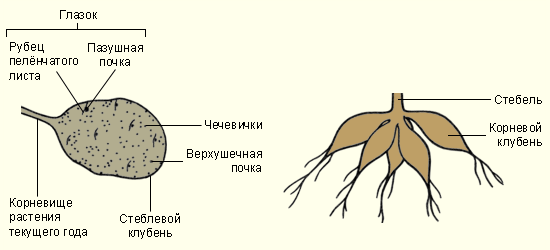 Глазок
Рубец
пелёнчатого
листа
Пазушная
почка
Чечевички
Верхушечная
почка
Корневище
растения
текущего года
Стеблевой
клубень
Стебель
Корневой
клубень